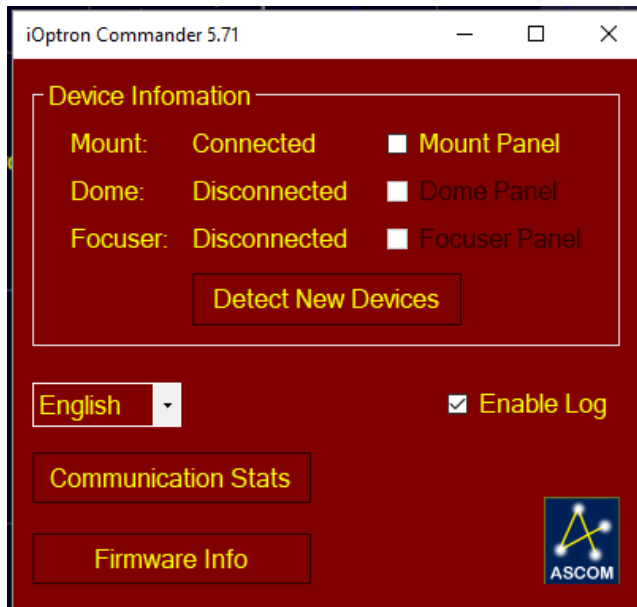 iOptron Commander 5.71
Device Infomation
Mount: Connected Mount Panel
Dome: Disconnected Dome Panel
Focuser: Disconnected Focuser Panel
Detect New Devices
English Enable Log
Communication Stats
Firmware Info
ASCOM